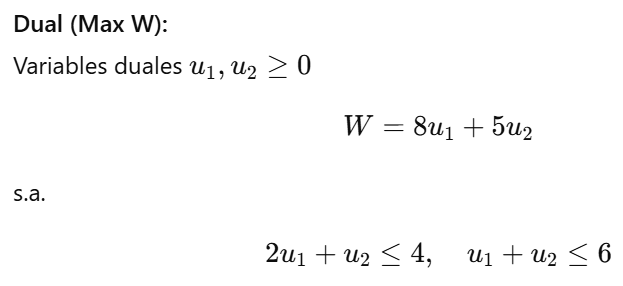 Dual (Max W):
Variables duales u₁, u₂ ≥ 0
W = 8u₁ + 5u₂
s.a.
2u₁ + u₂ ≤ 4, u₁ + u₂ ≤ 6